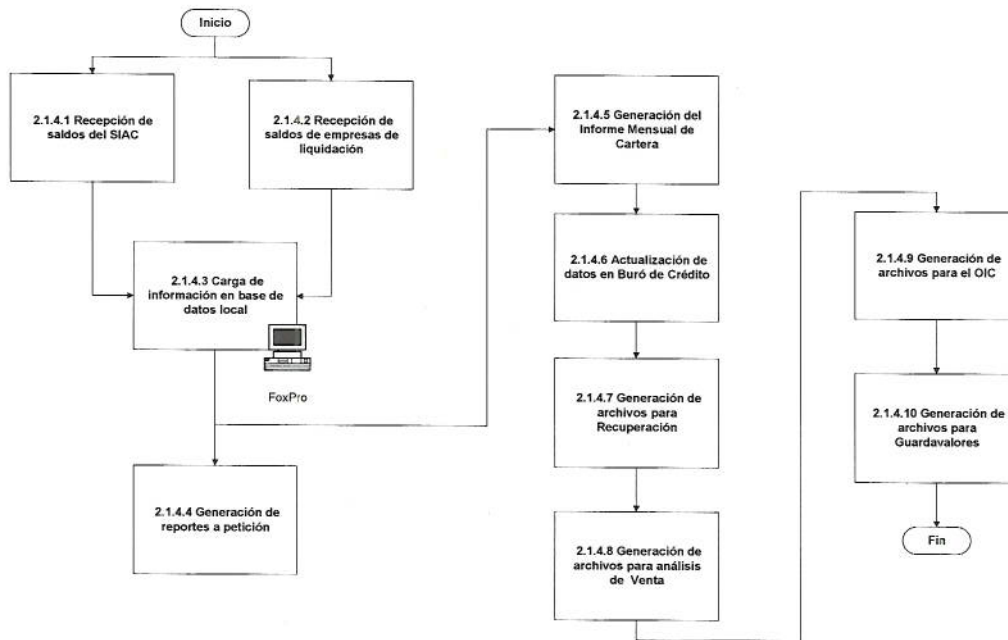 Inicio
2.1.4.1 Recepción de
saldos del SIAC
2.1.4.2 Recepción de
saldos de empresas de
liquidación
2.1.4.3 Carga de
información en base de
datos local
FoxPro
2.1.4.4 Generación de
reportes a petición
2.1.4.5 Generación del
Informe Mensual de
Cartera
2.1.4.6 Actualización de
datos en Buró de Crédito
2.1.4.7 Generación de
archivos para
Recuperación
2.1.4.8 Generación de
archivos para análisis
de Venta
2.1.4.9 Generación de
archivos para el OIC
2.1.4.10 Generación de
archivos para
Guardavalores
Fin